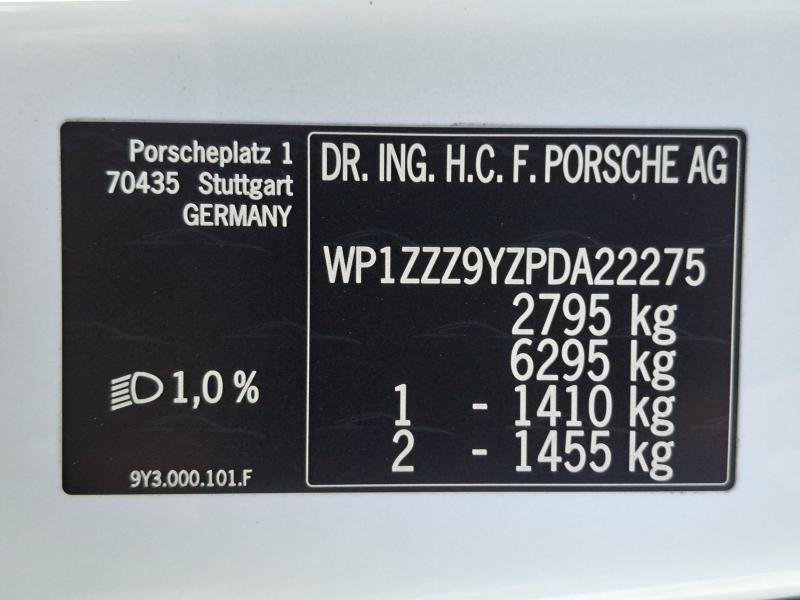 Porscheplatz 1
70435 Stuttgart
GERMANY
1,0 %
9Y3.000.101.F
DR. ING. H.C. F. PORSCHE AG
WP1ZZZ9YZPDA22275
2795 kg
6295 kg
1 - 1410 kg
2 - 1455 kg